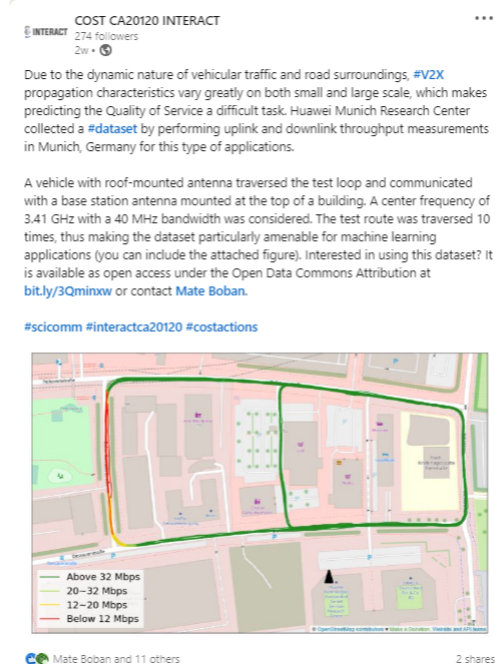 COST CA20120 INTERACT
INTERACT
274 followers
2w •
Due to the dynamic nature of vehicular traffic and road surroundings, #V2X
propagation characteristics vary greatly on both small and large scale, which makes
predicting the Quality of Service a difficult task. Huawei Munich Research Center
collected a #dataset by performing uplink and downlink throughput measurements
in Munich, Germany for this type of applications.
A vehicle with roof-mounted antenna traversed the test loop and communicated
with a base station antenna mounted at the top of a building. A center frequency of
3.41 GHz with a 40 MHz bandwidth was considered. The test route was traversed 10
times, thus making the dataset particularly amenable for machine learning
applications (you can include the attached figure). Interested in using this dataset? It
is available as open access under the Open Data Commons Attribution at
bit.ly/3Qminxw or contact Mate Boban.
#scicomm #interactca20120 #costactions
Above 32 Mbps
20−32 Mbps
12−20 Mbps
Below 12 Mbps
Mate Boban and 11 others
2 shares